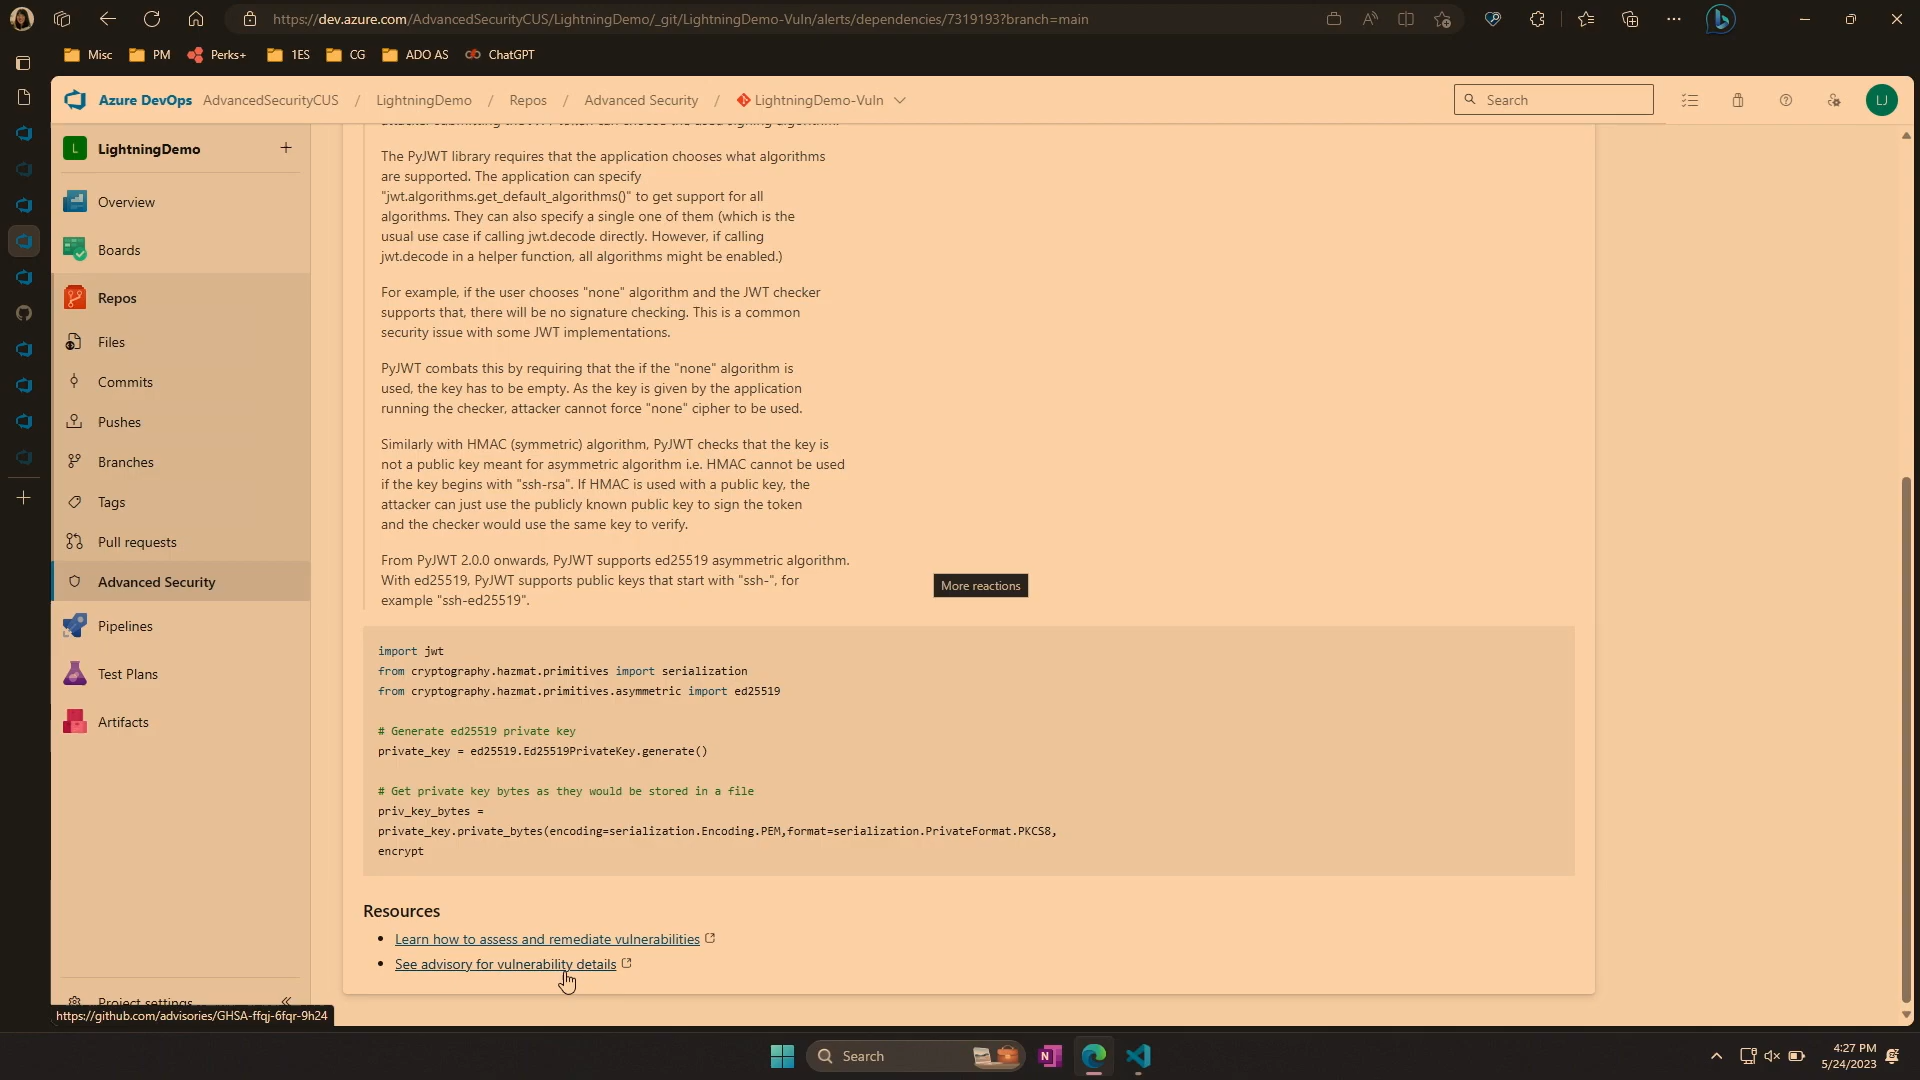 https://dev.azure.com/AdvancedSecurityCUS/LightningDemo/_git/LightningDemo-Vuln/alerts/dependencies/7319193?branch=main
Misc PM Perks+ 1ES CG ADO AS ChatGPT
Azure DevOps AdvancedSecurityCUS / LightningDemo / Repos / Advanced Security / LightningDemo-Vuln
Search
LJ
L LightningDemo +
Overview
Boards
Repos
Files
Commits
Pushes
Branches
Tags
Pull requests
Advanced Security
Pipelines
Test Plans
Artifacts
Project settings
https://github.com/advisories/GHSA-ffqj-6fqr-9h24
The PyJWT library requires that the application chooses what algorithms
are supported. The application can specify
"jwt.algorithms.get_default_algorithms()" to get support for all
algorithms. They can also specify a single one of them (which is the
usual use case if calling jwt.decode directly. However, if calling
jwt.decode in a helper function, all algorithms might be enabled.)
For example, if the user chooses "none" algorithm and the JWT checker
supports that, there will be no signature checking. This is a common
security issue with some JWT implementations.
PyJWT combats this by requiring that the if the "none" algorithm is
used, the key has to be empty. As the key is given by the application
running the checker, attacker cannot force "none" cipher to be used.
Similarly with HMAC (symmetric) algorithm, PyJWT checks that the key is
not a public key meant for asymmetric algorithm i.e. HMAC cannot be used
if the key begins with "ssh-rsa". If HMAC is used with a public key, the
attacker can just use the publicly known public key to sign the token
and the checker would use the same key to verify.
From PyJWT 2.0.0 onwards, PyJWT supports ed25519 asymmetric algorithm.
With ed25519, PyJWT supports public keys that start with "ssh-", for
example "ssh-ed25519".
More reactions
import jwt
from cryptography.hazmat.primitives import serialization
from cryptography.hazmat.primitives.asymmetric import ed25519
# Generate ed25519 private key
private_key = ed25519.Ed25519PrivateKey.generate()
# Get private key bytes as they would be stored in a file
priv_key_bytes =
private_key.private_bytes(encoding=serialization.Encoding.PEM,format=serialization.PrivateFormat.PKCS8,
encrypt
Resources
Learn how to assess and remediate vulnerabilities
See advisory for vulnerability details
Search
4:27 PM
5/24/2023